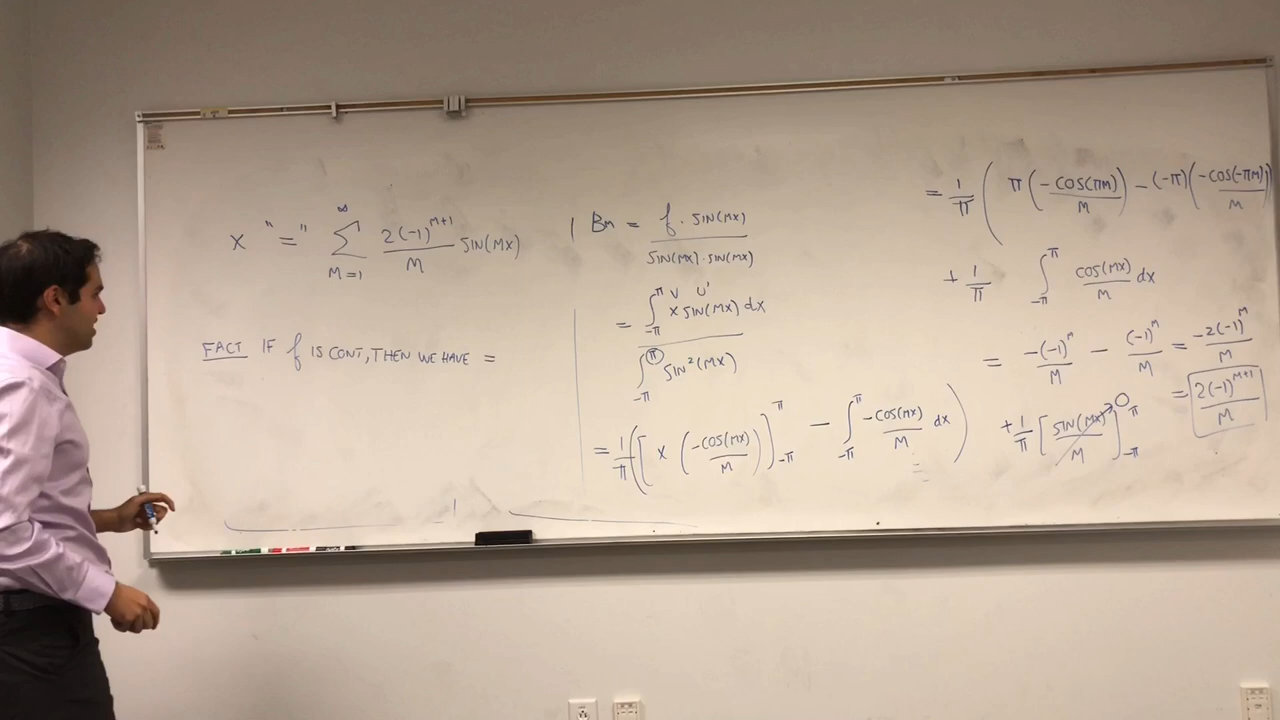 X "=" ∑_{M=1}^{∞} 2(-1)^{M+1}/M SIN(MX)
FACT IF f IS CONT, THEN WE HAVE =
Bm = f · SIN(MX) / SIN(MX) · SIN(MX)
V U'
= ∫_{-π}^{π} X SIN(MX) DX / ∫_{-π}^{π} SIN²(MX)
= 1/π ( [ X (-COS(MX)/M) ]_{-π}^{π} - ∫_{-π}^{π} -COS(MX)/M dx )
= 1/π ( π (-COS(πM)/M) - (-π) (-COS(-πM)/M)
+ 1/π ∫_{-π}^{π} COS(MX)/M dx
= -(-1)^M/M - (-1)^M/M = -2(-1)^M/M
= 2(-1)^{M+1}/M
+ 1/π [ SIN(MX)/M ]_{-π}^{π} 0